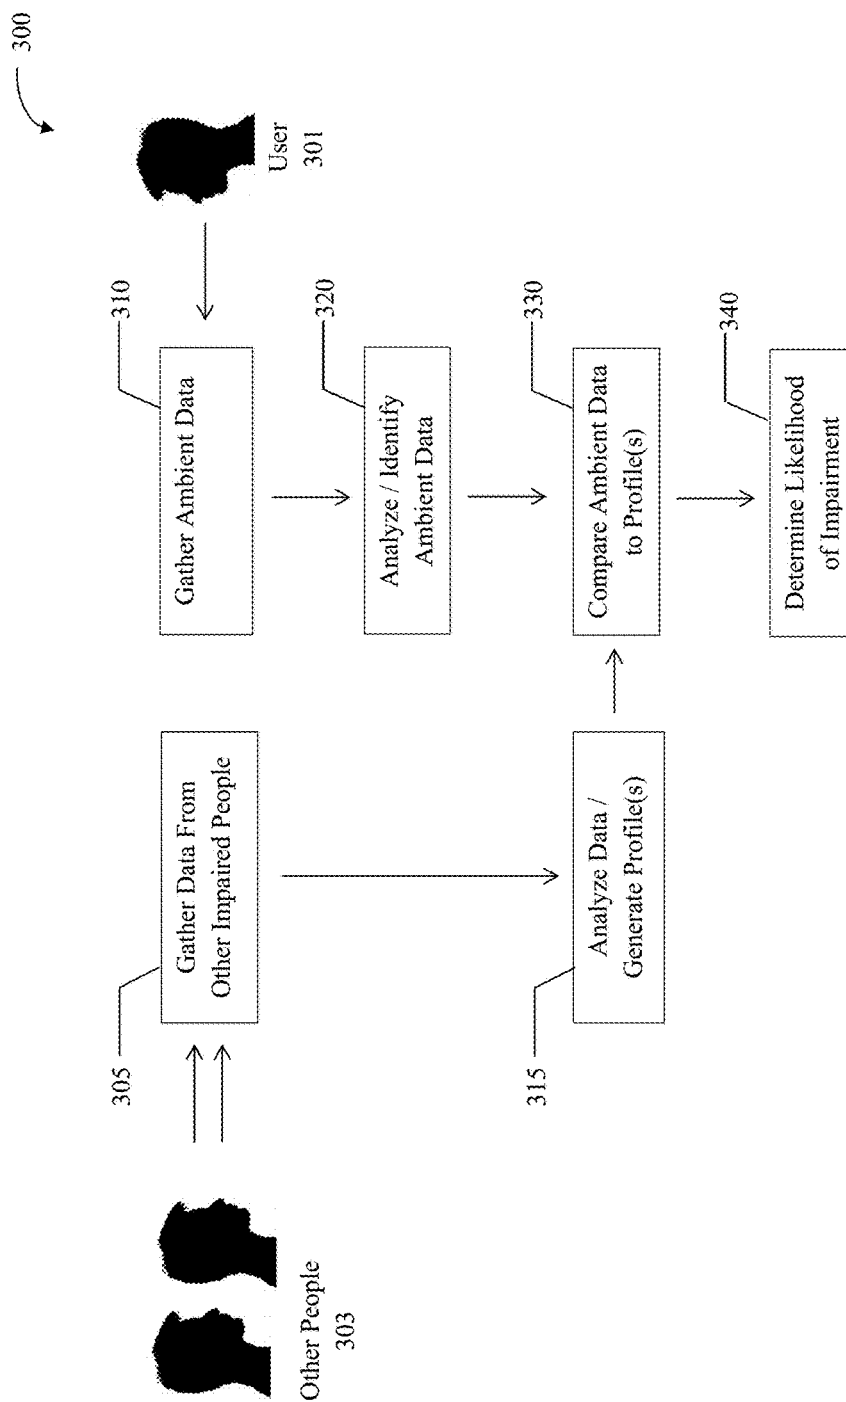 300
Other People
303
305
Gather Data From
Other Impaired People
310
Gather Ambient Data
User
301
320
Analyze / Identify
Ambient Data
315
Analyze Data /
Generate Profile(s)
330
Compare Ambient Data
to Profile(s)
340
Determine Likelihood
of Impairment